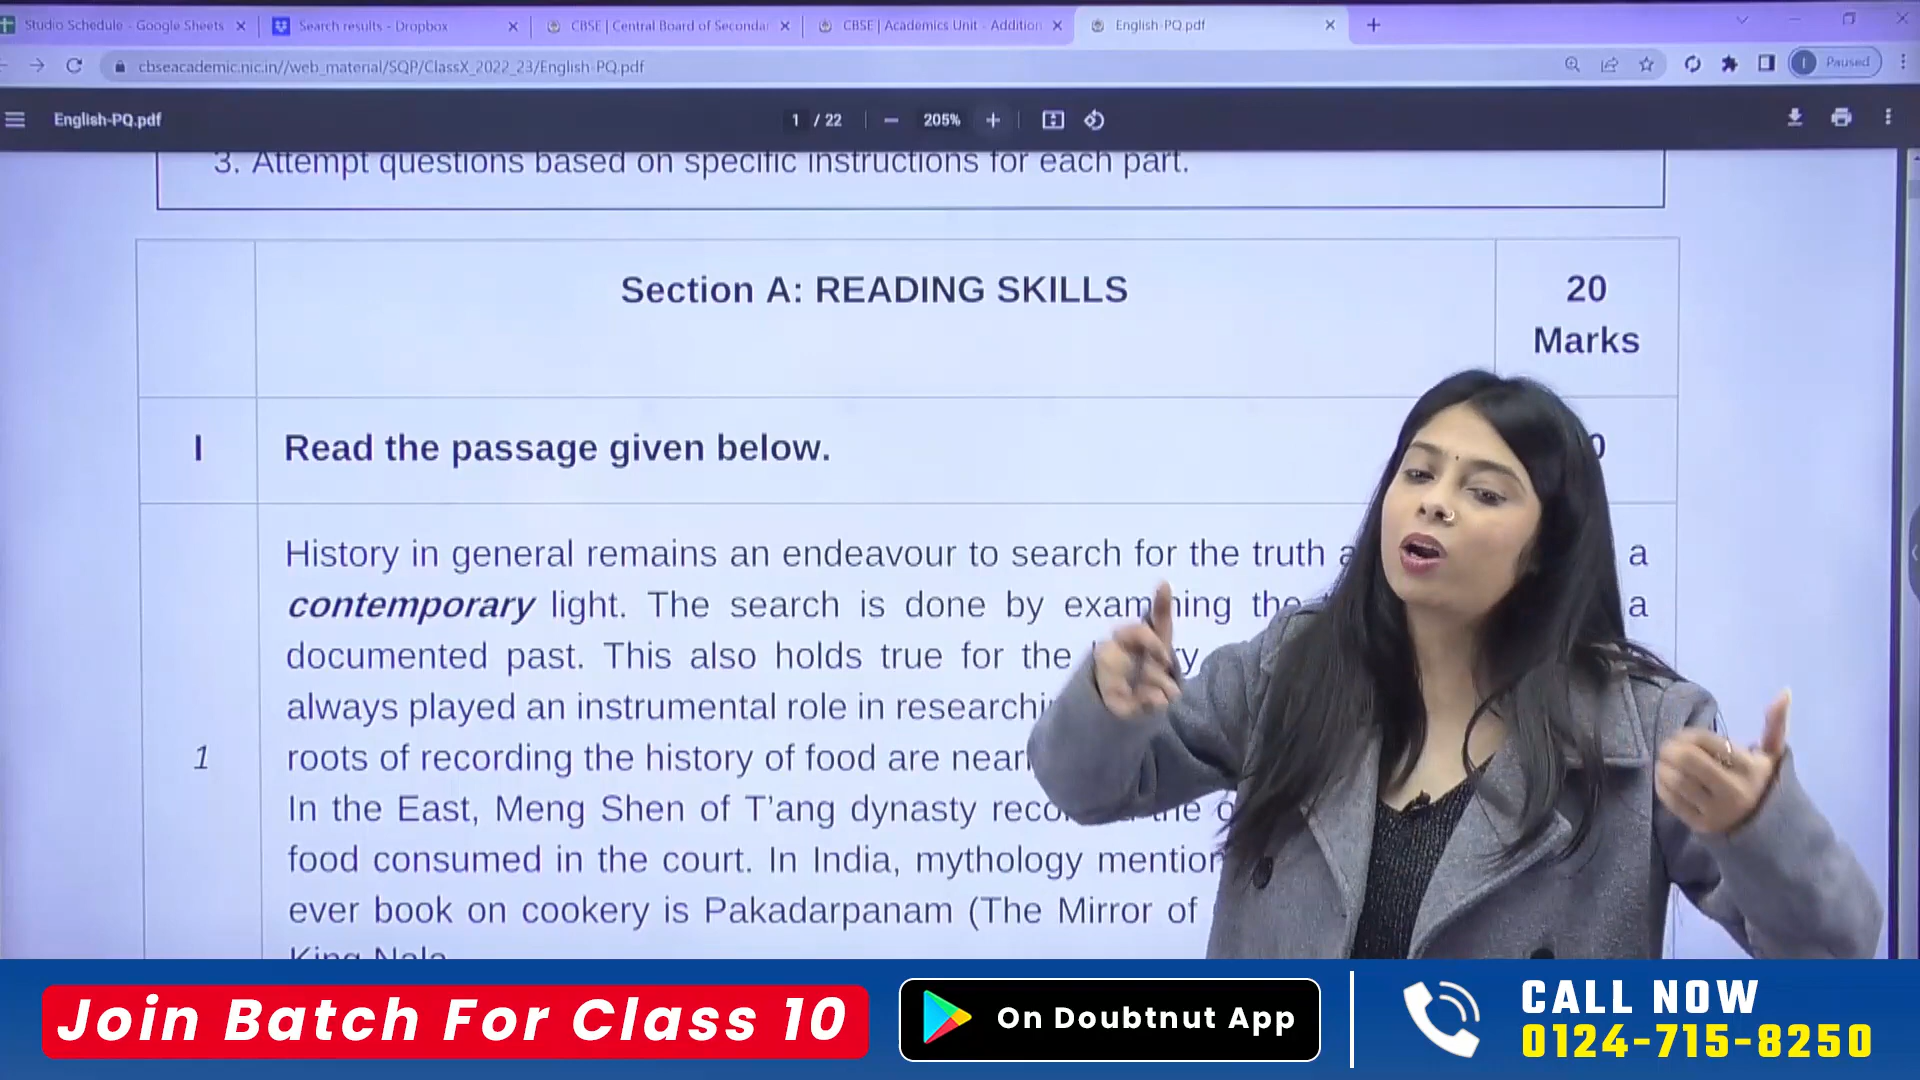 Studio Schedule - Google Sheets
Search results - Dropbox
CBSE | Central Board of Secondar
CBSE | Academics Unit - Addition
English-PQ.pdf
cbseacademic.nic.in//web_material/SQP/ClassX_2022_23/English-PQ.pdf
Paused
English-PQ.pdf
1 / 22
205%
3. Attempt questions based on specific instructions for each part.
Section A: READING SKILLS
20
Marks
I
Read the passage given below.
0
History in general remains an endeavour to search for the truth a
contemporary light. The search is done by examining the a
documented past. This also holds true for the
always played an instrumental role in
1
roots of recording the history of food are
In the East, Meng Shen of T'ang dynasty the
food consumed in the court. In India, mythology
ever book on cookery is Pakadarpanam (The Mirror of
King Nala
Join Batch For Class 10
On Doubtnut App
CALL NOW
0124-715-8250